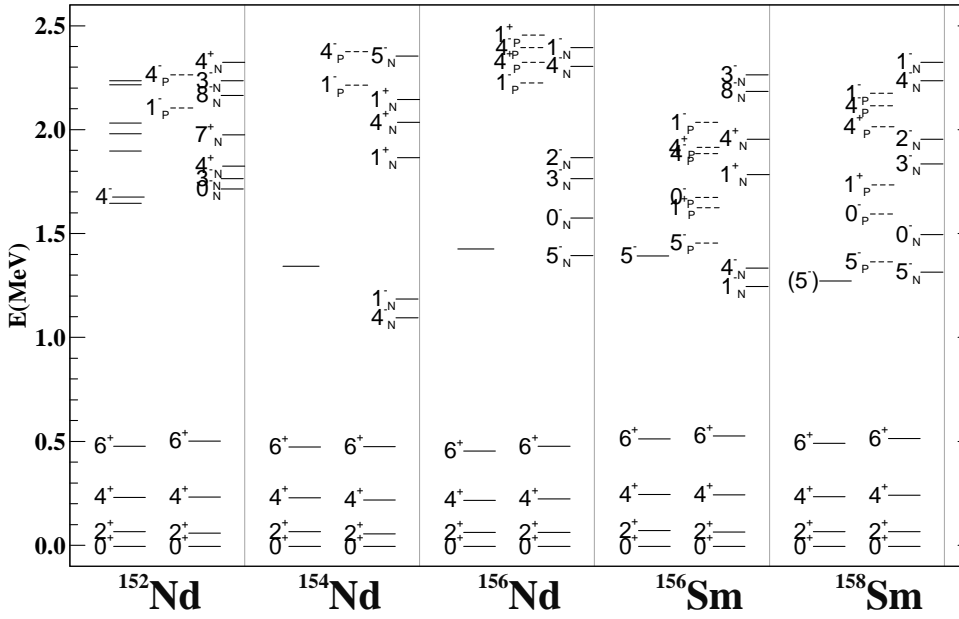 E(MeV)
2.5
2.0
1.5
1.0
0.5
0.0
4⁻
6⁺
4⁺
2⁺
0⁺
4⁻P
1⁻P
6⁺
4⁺
2⁺
0⁺
4⁺N
3⁻N
8⁻N
7⁺N
4⁺N
3⁻N
0⁻N
¹⁵²Nd
6⁺
4⁺
2⁺
0⁺
4⁻P
1⁻P
6⁺
4⁺
2⁺
0⁺
5⁻N
1⁺N
4⁺N
1⁺N
1⁻N
4⁻N
¹⁵⁴Nd
6⁺
4⁺
2⁺
0⁺
1⁺P
4⁻P
4⁺P
1⁻P
6⁺
4⁺
2⁺
0⁺
1⁻N
4⁻N
2⁻N
3⁻N
0⁻N
5⁻N
¹⁵⁶Nd
5⁻
6⁺
4⁺
2⁺
0⁺
1⁻P
4⁺P
4⁻P
0⁻P
1⁺P
5⁻P
6⁺
4⁺
2⁺
0⁺
3⁻N
8⁻N
4⁺N
1⁺N
4⁻N
1⁻N
¹⁵⁶Sm
(5⁻)
6⁺
4⁺
2⁺
0⁺
1⁻P
4⁻P
4⁺P
1⁺P
0⁻P
5⁻P
6⁺
4⁺
2⁺
0⁺
1⁻N
4⁻N
2⁻N
3⁻N
0⁻N
5⁻N
¹⁵⁸Sm